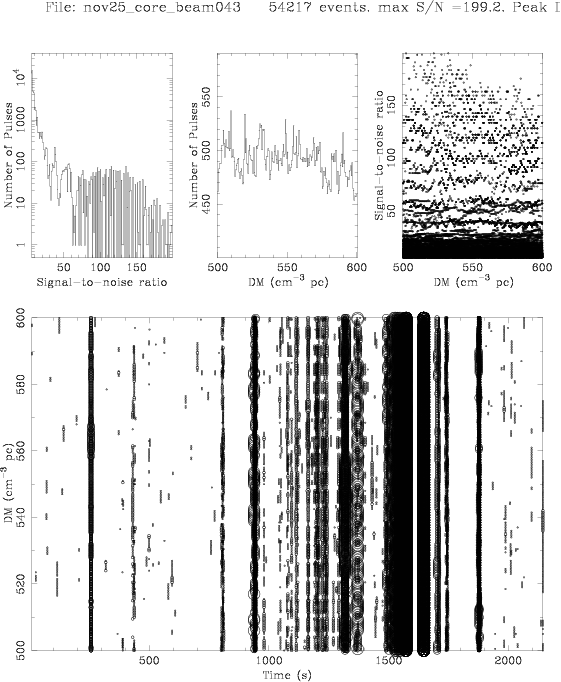 File: nov25_core_beam043 54217 events. max S/N =199.2. Peak
10⁴ 1000 100 10 1
Number of Pulses
50 100 150
Signal-to-noise ratio
550 500 450
Number of Pulses
500 550 600
DM (cm⁻³ pc)
150 100 50
Signal-to-noise ratio
500 550 600
DM (cm⁻³ pc)
600 580 560 540 520 500
DM (cm⁻³ pc)
500 1000 1500 2000
Time (s)